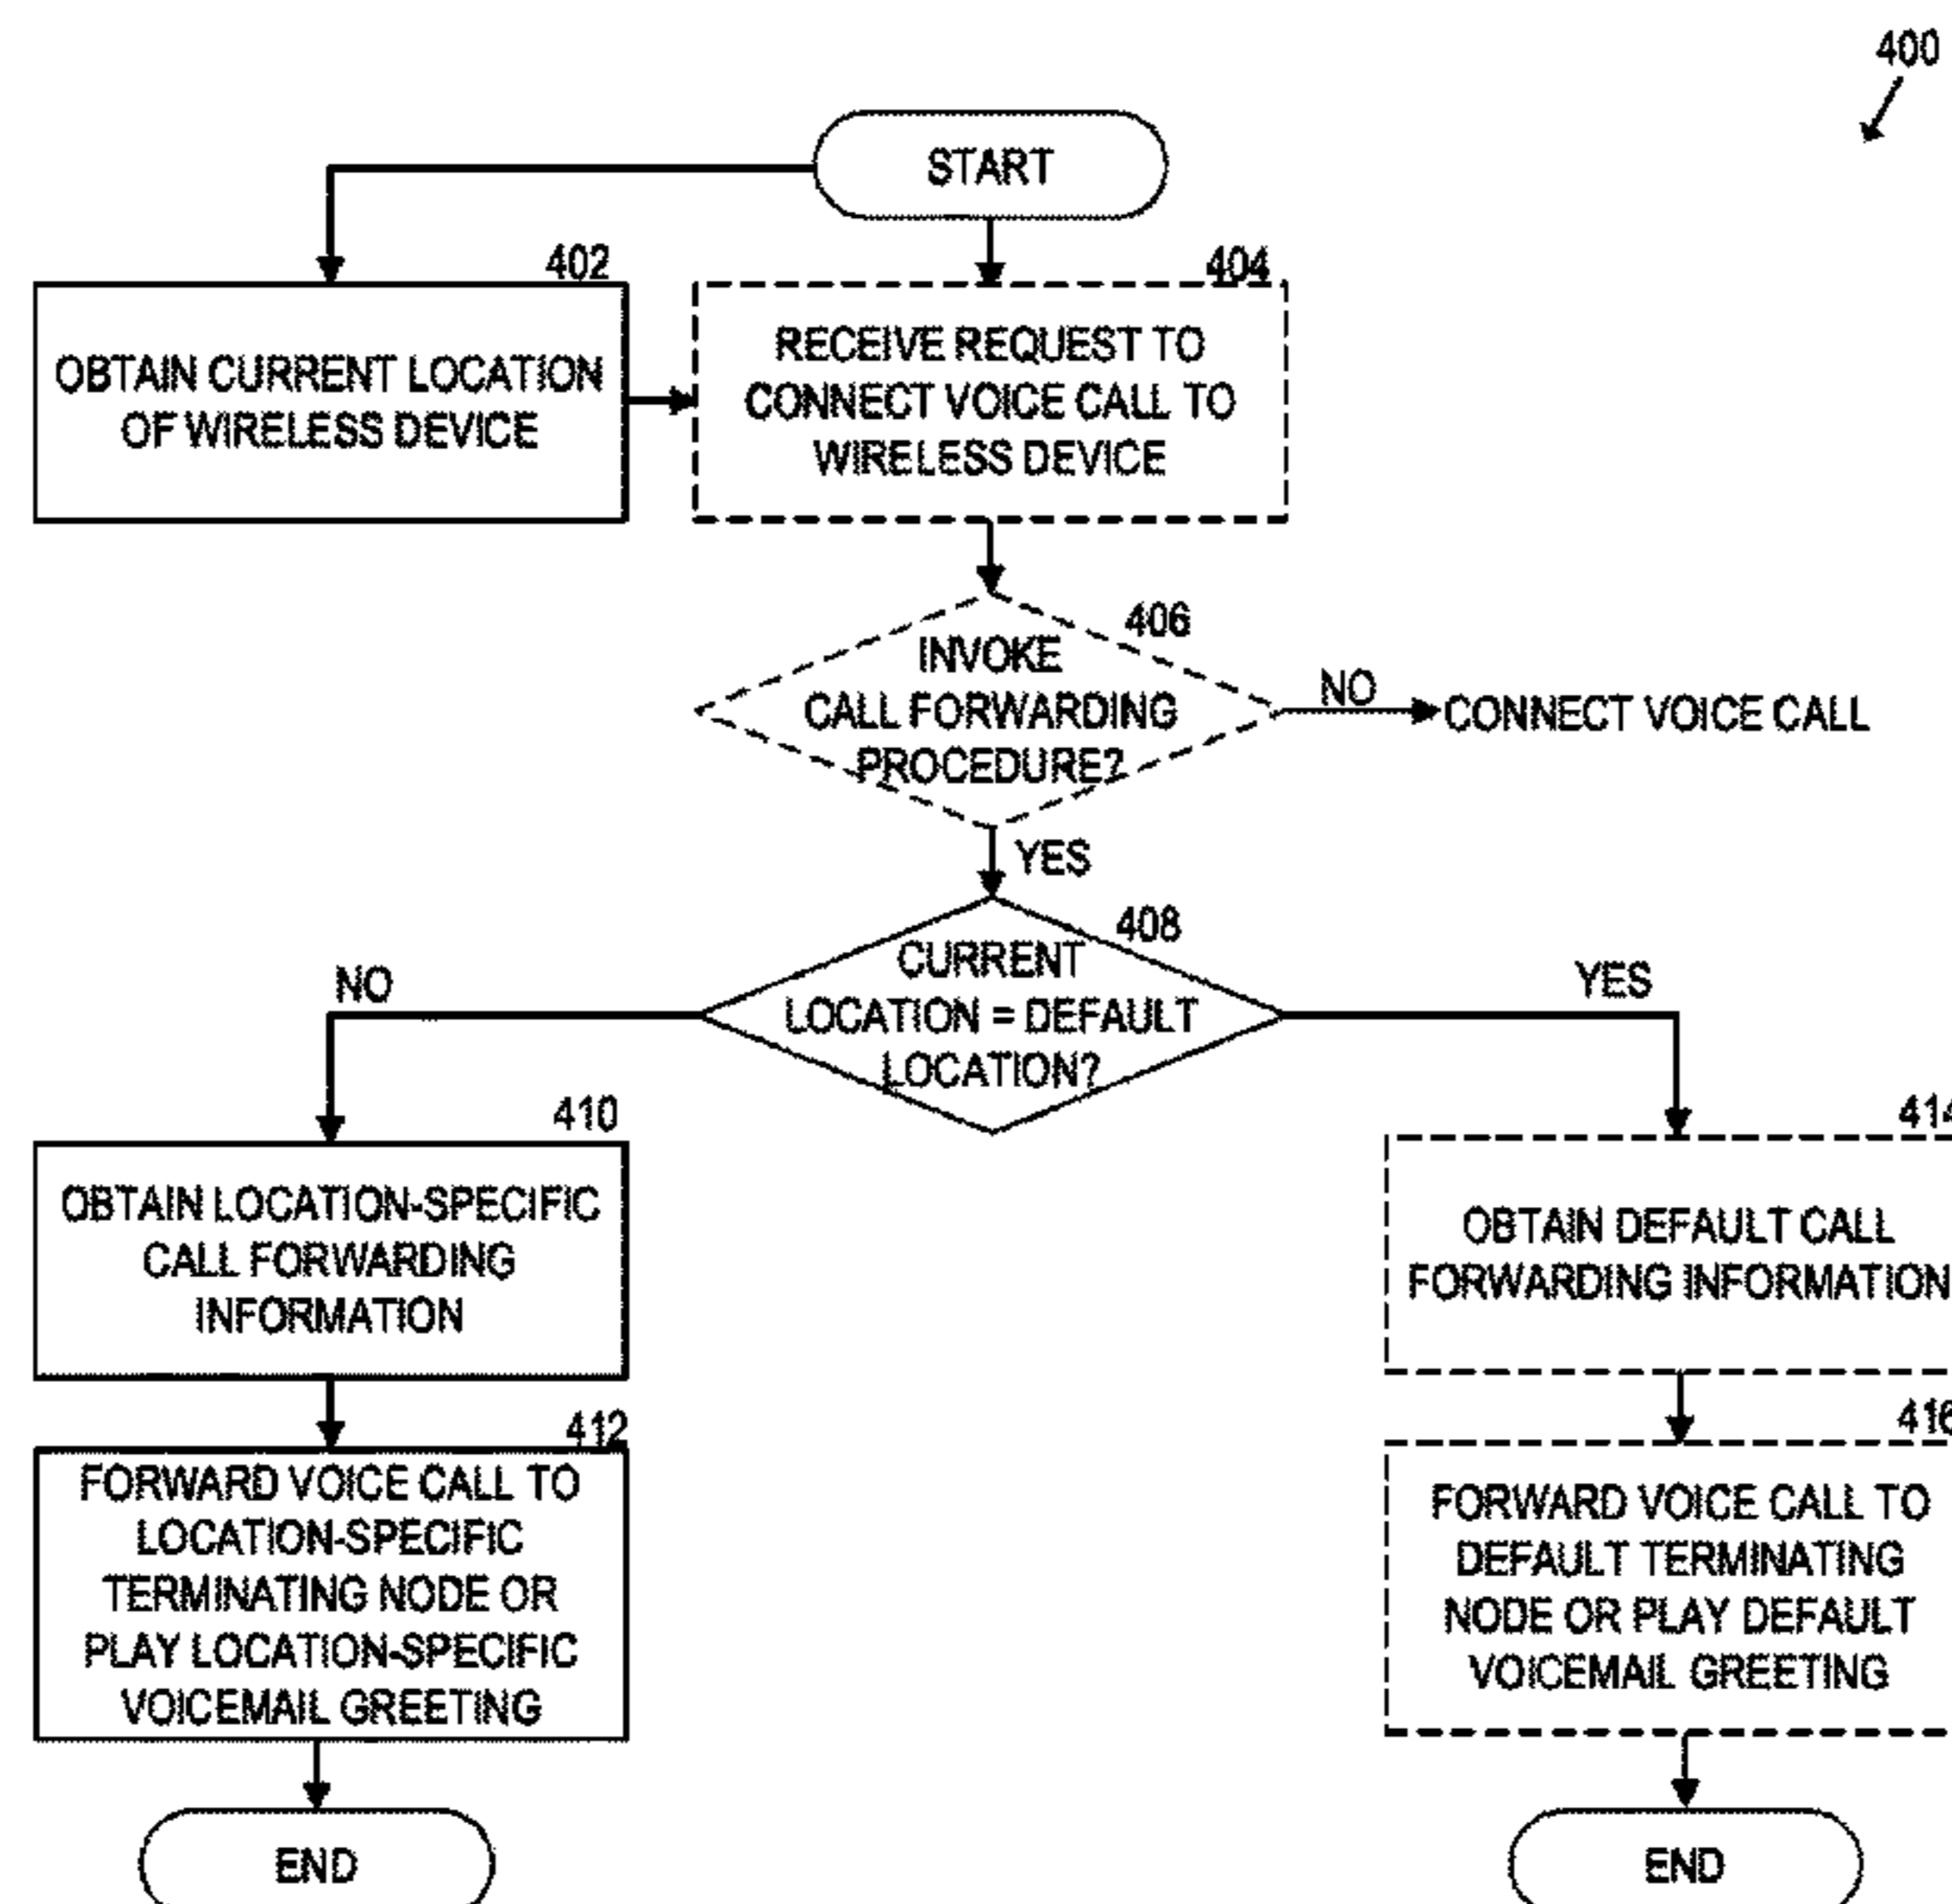 400
START
402
OBTAIN CURRENT LOCATION
OF WIRELESS DEVICE
404
RECEIVE REQUEST TO
CONNECT VOICE CALL TO
WIRELESS DEVICE
406
INVOKE
CALL FORWARDING
PROCEDURE?
NO
CONNECT VOICE CALL
YES
408
CURRENT
LOCATION = DEFAULT
LOCATION?
NO
YES
410
OBTAIN LOCATION-SPECIFIC
CALL FORWARDING
INFORMATION
412
FORWARD VOICE CALL TO
LOCATION-SPECIFIC
TERMINATING NODE OR
PLAY LOCATION-SPECIFIC
VOICEMAIL GREETING
END
414
OBTAIN DEFAULT CALL
FORWARDING INFORMATION
416
FORWARD VOICE CALL TO
DEFAULT TERMINATING
NODE OR PLAY DEFAULT
VOICEMAIL GREETING
END